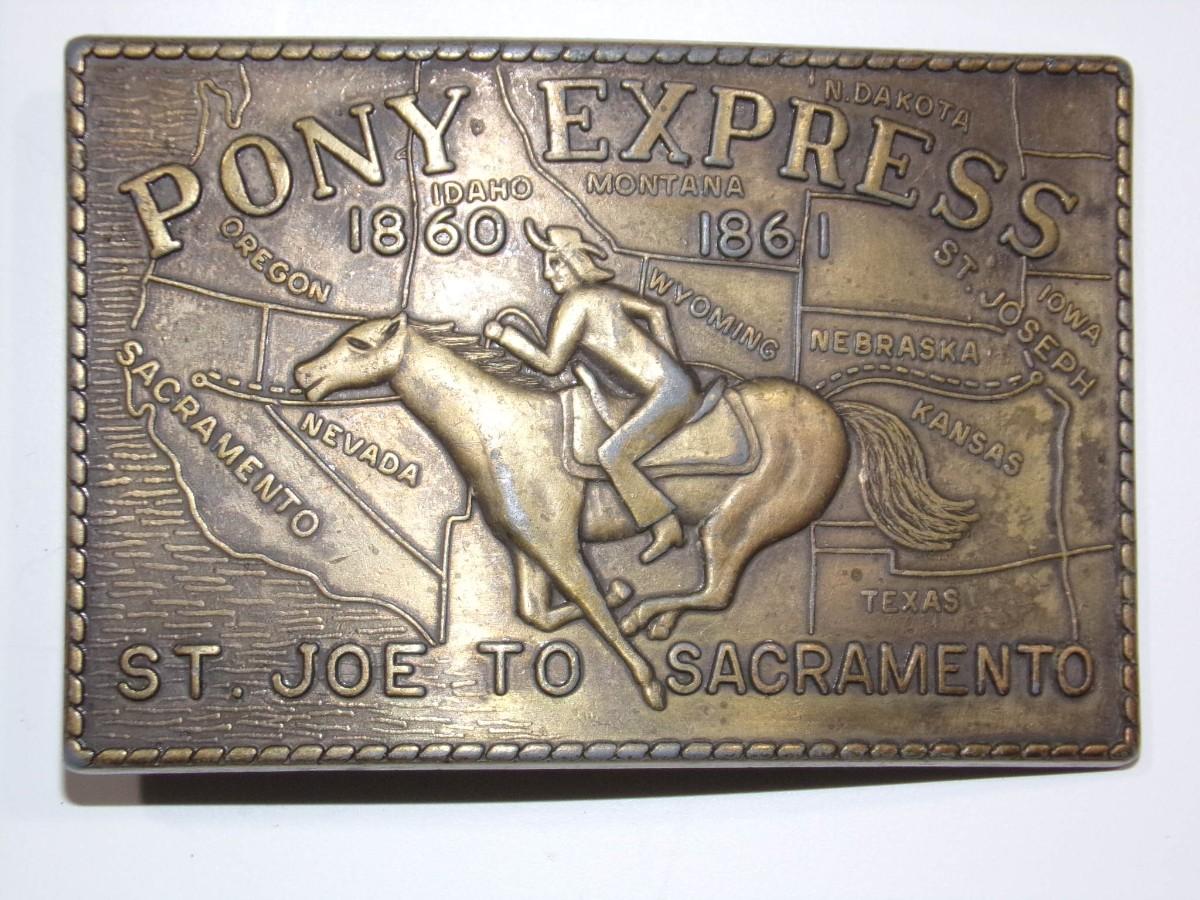 PONY EXPRESS
N. DAKOTA
IDAHO MONTANA
1860 1861
OREGON
ST. JOSEPH
IOWA
WYOMING
NEBRASKA
SACRAMENTO
NEVADA
KANSAS
TEXAS
ST. JOE TO SACRAMENTO